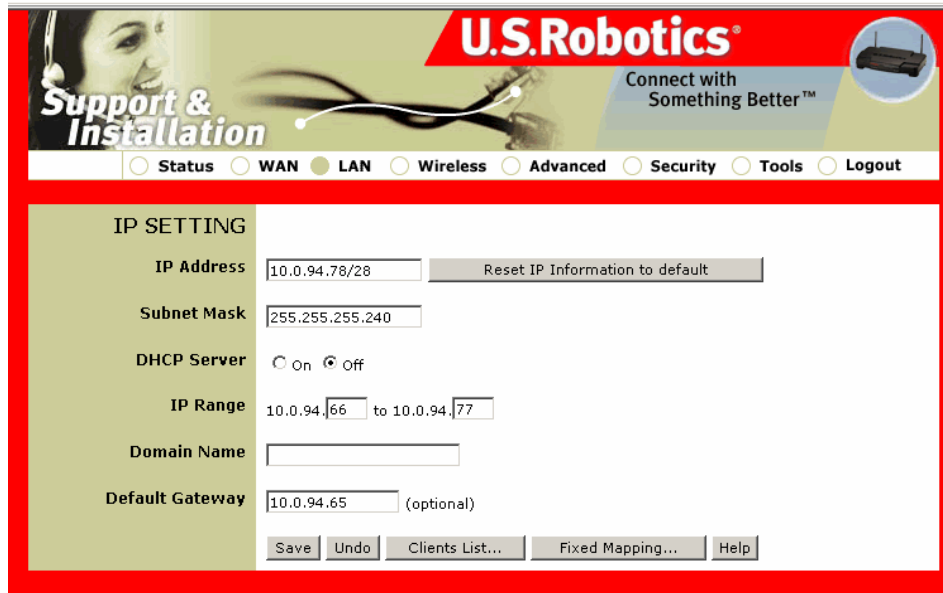 U.S.Robotics®
Connect with
Something Better™
Support &
Installation
Status WAN LAN Wireless Advanced Security Tools Logout
IP SETTING
IP Address 10.0.94.78/28 Reset IP Information to default
Subnet Mask 255.255.255.240
DHCP Server On Off
IP Range 10.0.94.66 to 10.0.94.77
Domain Name
Default Gateway 10.0.94.65 (optional)
Save Undo Clients List... Fixed Mapping... Help